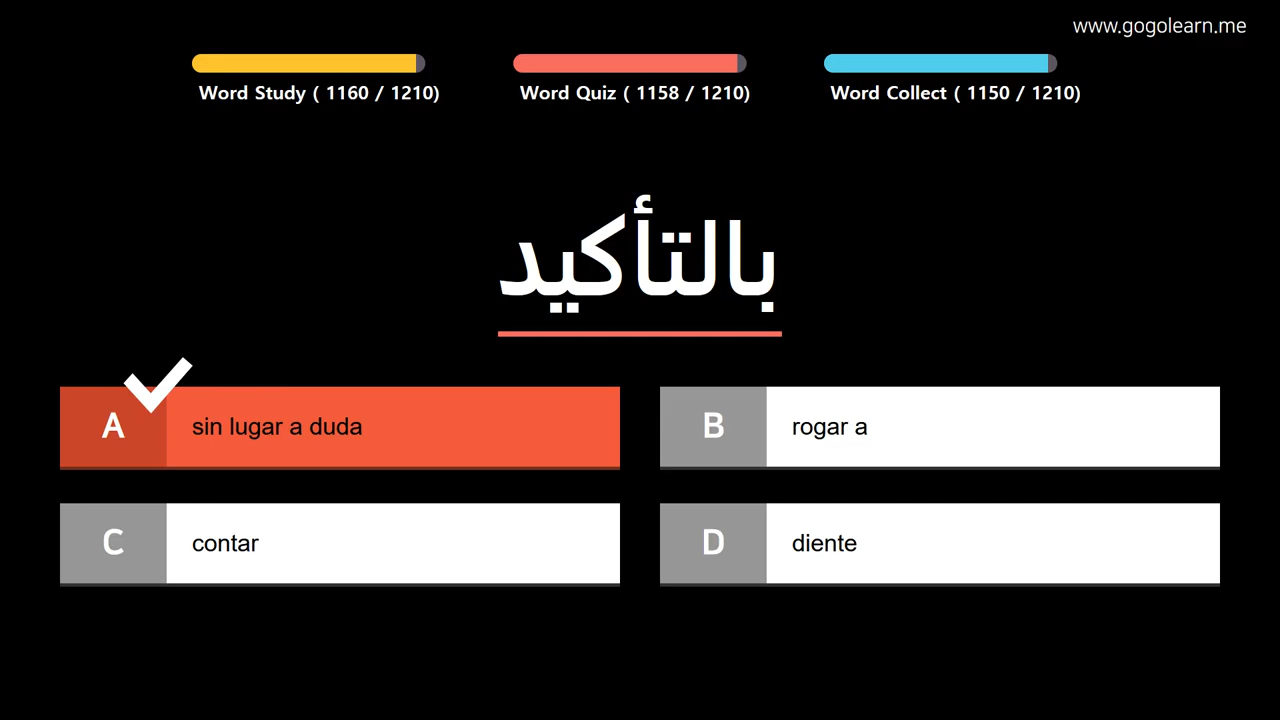 www.gogolearn.me
Word Study ( 1160 / 1210)
Word Quiz ( 1158 / 1210)
Word Collect ( 1150 / 1210)
بالتأكيد
A sin lugar a duda
B rogar a
C contar
D diente